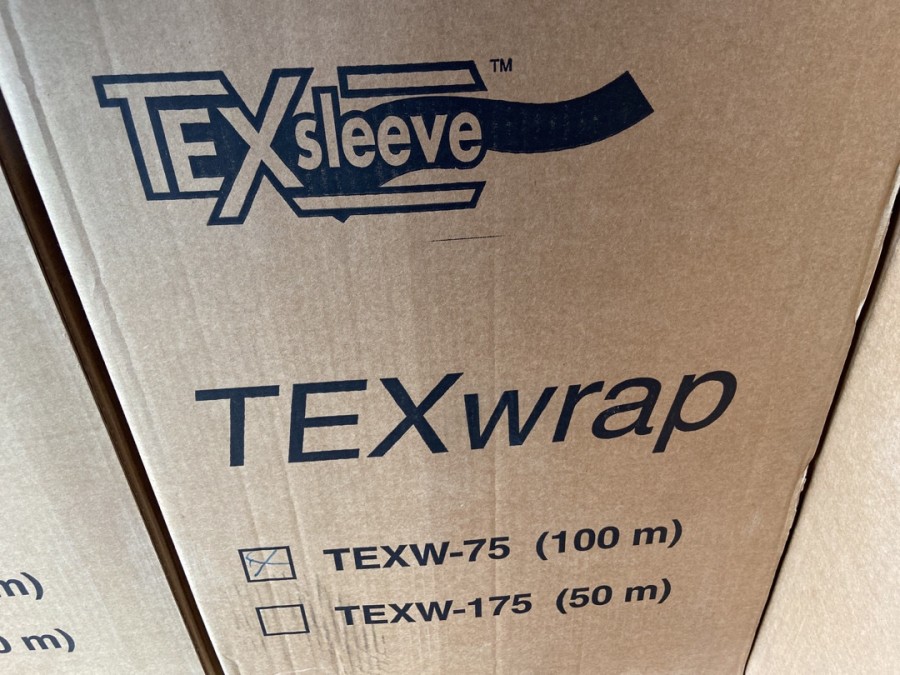 TEXsleeve™
TEXwrap
TEXW-75 (100 m)
TEXW-175 (50 m)
m)
m)